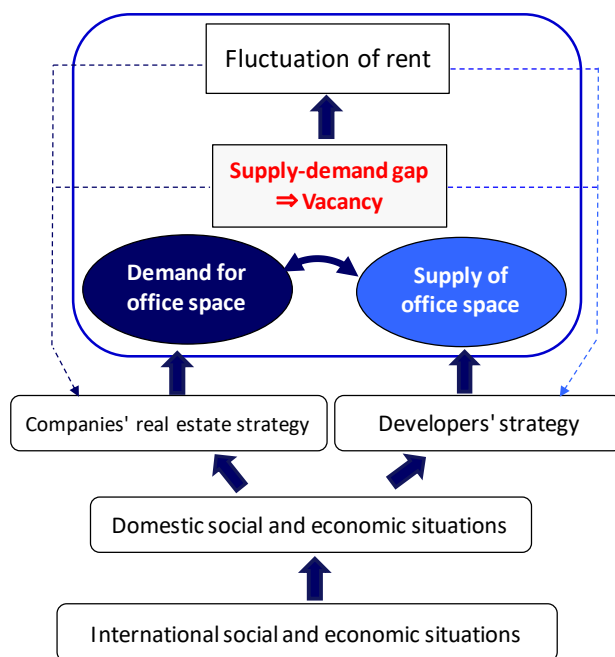 Fluctuation of rent
Supply-demand gap
⇒ Vacancy
Demand for
office space
Supply of
office space
Companies' real estate strategy
Developers' strategy
Domestic social and economic situations
International social and economic situations